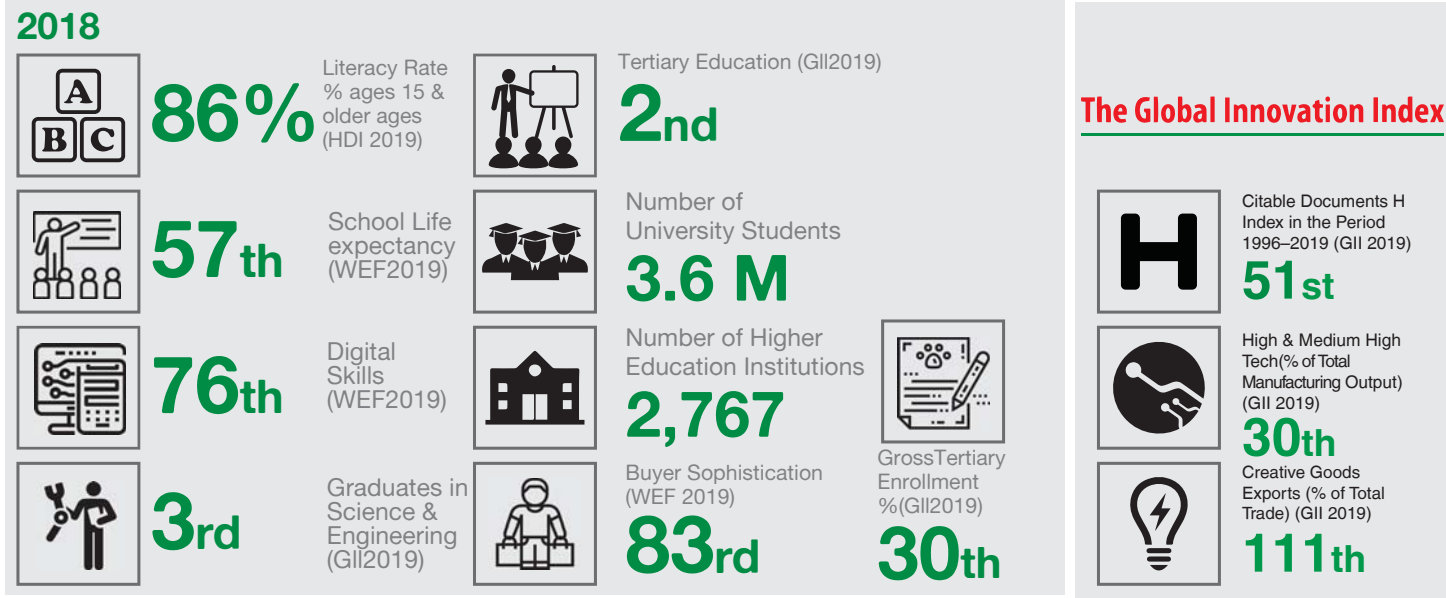 2018
A
B C
86%
Literacy Rate
% ages 15 &
older ages
(HDI 2019)
Tertiary Education (GII2019)
2nd
57th
School Life
expectancy
(WEF2019)
Number of
University Students
3.6 M
76th
Digital
Skills
(WEF2019)
Number of Higher
Education Institutions
2,767
3rd
Graduates in
Science &
Engineering
(GII2019)
Buyer Sophistication
(WEF 2019)
83rd
GrossTertiary
Enrollment
%(GII2019)
30th
The Global Innovation Index
H
Citable Documents H
Index in the Period
1996–2019 (GII 2019)
51st
High & Medium High
Tech(% of Total
Manufacturing Output)
(GII 2019)
30th
Creative Goods
Exports (% of Total
Trade) (GII 2019)
111th